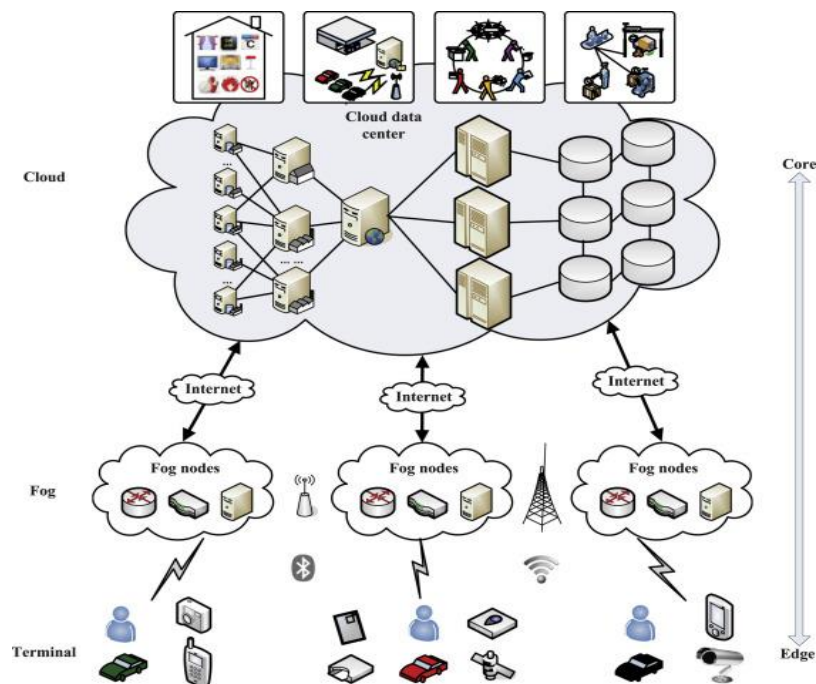 C
Cloud data
center
...
Cloud
Core
...
... ...
...
Internet
Internet
Internet
Fog nodes
Fog nodes
Fog nodes
Fog
Terminal
Edge